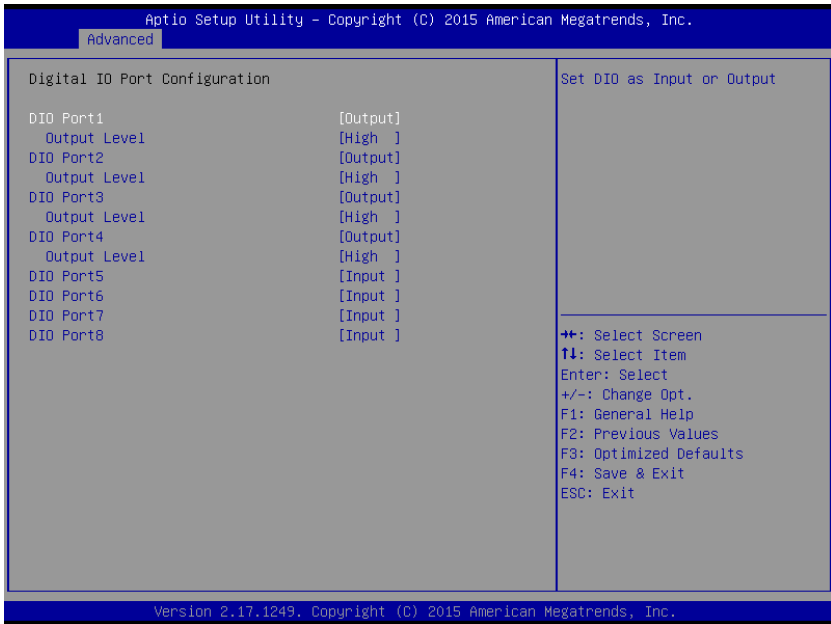 Aptio Setup Utility – Copyright (C) 2015 American Megatrends, Inc.
Advanced
Digital IO Port Configuration
DIO Port1 [Output]
Output Level [High ]
DIO Port2 [Output]
Output Level [High ]
DIO Port3 [Output]
Output Level [High ]
DIO Port4 [Output]
Output Level [High ]
DIO Port5 [Input ]
DIO Port6 [Input ]
DIO Port7 [Input ]
DIO Port8 [Input ]
Set DIO as Input or Output
→←: Select Screen
↑↓: Select Item
Enter: Select
+/-: Change Opt.
F1: General Help
F2: Previous Values
F3: Optimized Defaults
F4: Save & Exit
ESC: Exit
Version 2.17.1249. Copyright (C) 2015 American Megatrends, Inc.